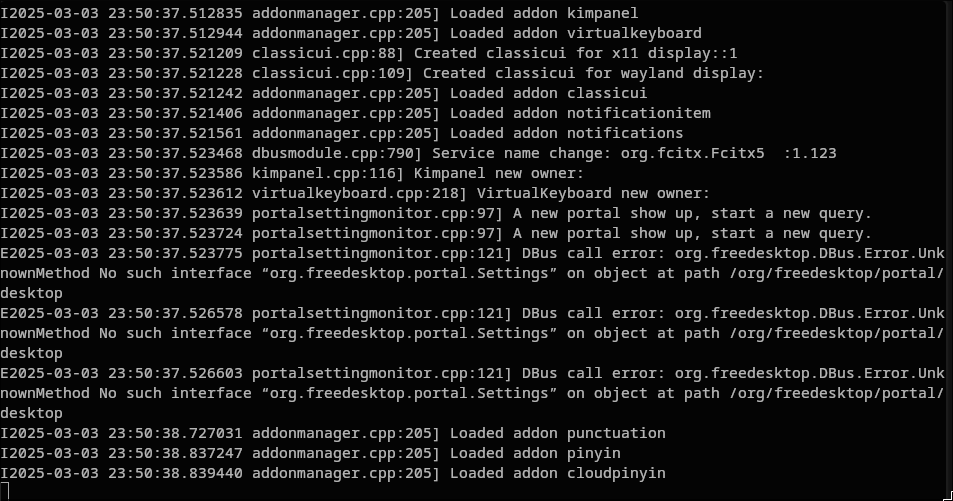 I2025-03-03 23:50:37.512835 addonmanager.cpp:205] Loaded addon kimpanel
I2025-03-03 23:50:37.512944 addonmanager.cpp:205] Loaded addon virtualkeyboard
I2025-03-03 23:50:37.521209 classicui.cpp:88] Created classicui for x11 display::1
I2025-03-03 23:50:37.521228 classicui.cpp:109] Created classicui for wayland display:
I2025-03-03 23:50:37.521242 addonmanager.cpp:205] Loaded addon classicui
I2025-03-03 23:50:37.521406 addonmanager.cpp:205] Loaded addon notificationitem
I2025-03-03 23:50:37.521561 addonmanager.cpp:205] Loaded addon notifications
I2025-03-03 23:50:37.523468 dbusmodule.cpp:790] Service name change: org.fcitx.Fcitx5  :1.123
I2025-03-03 23:50:37.523586 kimpanel.cpp:116] Kimpanel new owner:
I2025-03-03 23:50:37.523612 virtualkeyboard.cpp:218] VirtualKeyboard new owner:
I2025-03-03 23:50:37.523639 portalsettingmonitor.cpp:97] A new portal show up, start a new query.
I2025-03-03 23:50:37.523724 portalsettingmonitor.cpp:97] A new portal show up, start a new query.
E2025-03-03 23:50:37.523775 portalsettingmonitor.cpp:121] DBus call error: org.freedesktop.DBus.Error.Unk
nownMethod No such interface “org.freedesktop.portal.Settings” on object at path /org/freedesktop/portal/
desktop
E2025-03-03 23:50:37.526578 portalsettingmonitor.cpp:121] DBus call error: org.freedesktop.DBus.Error.Unk
nownMethod No such interface “org.freedesktop.portal.Settings” on object at path /org/freedesktop/portal/
desktop
E2025-03-03 23:50:37.526603 portalsettingmonitor.cpp:121] DBus call error: org.freedesktop.DBus.Error.Unk
nownMethod No such interface “org.freedesktop.portal.Settings” on object at path /org/freedesktop/portal/
desktop
I2025-03-03 23:50:38.727031 addonmanager.cpp:205] Loaded addon punctuation
I2025-03-03 23:50:38.837247 addonmanager.cpp:205] Loaded addon pinyin
I2025-03-03 23:50:38.839440 addonmanager.cpp:205] Loaded addon cloudpinyin